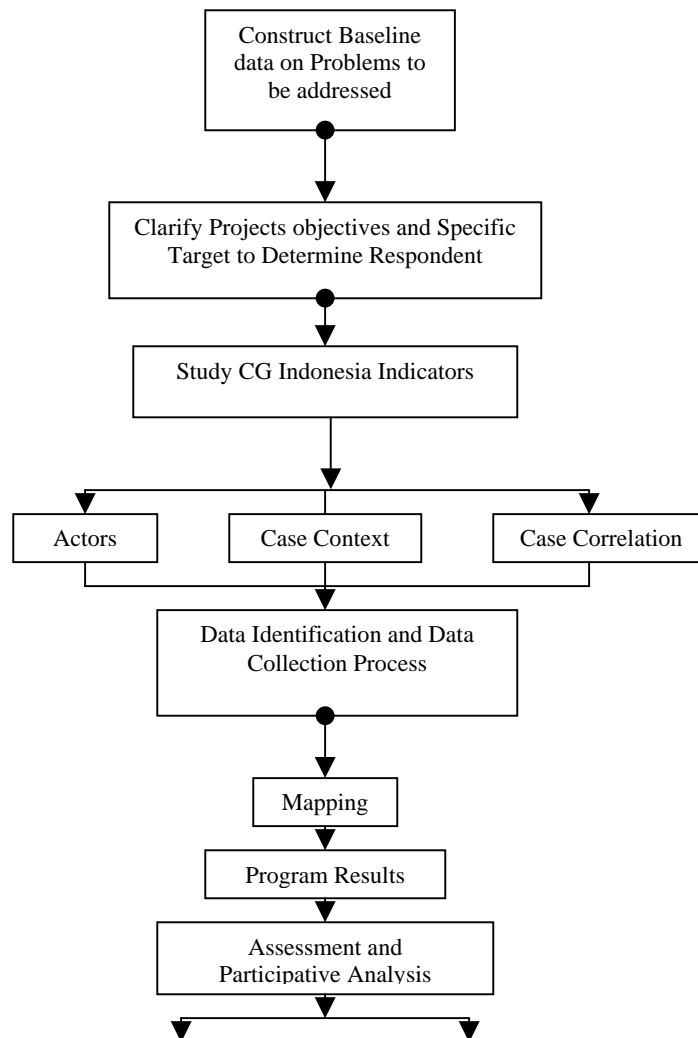 Construct Baseline
data on Problems to
be addressed
Clarify Projects objectives and Specific
Target to Determine Respondent
Study CG Indonesia Indicators
Actors
Case Context
Case Correlation
Data Identification and Data
Collection Process
Mapping
Program Results
Assessment and
Participative Analysis